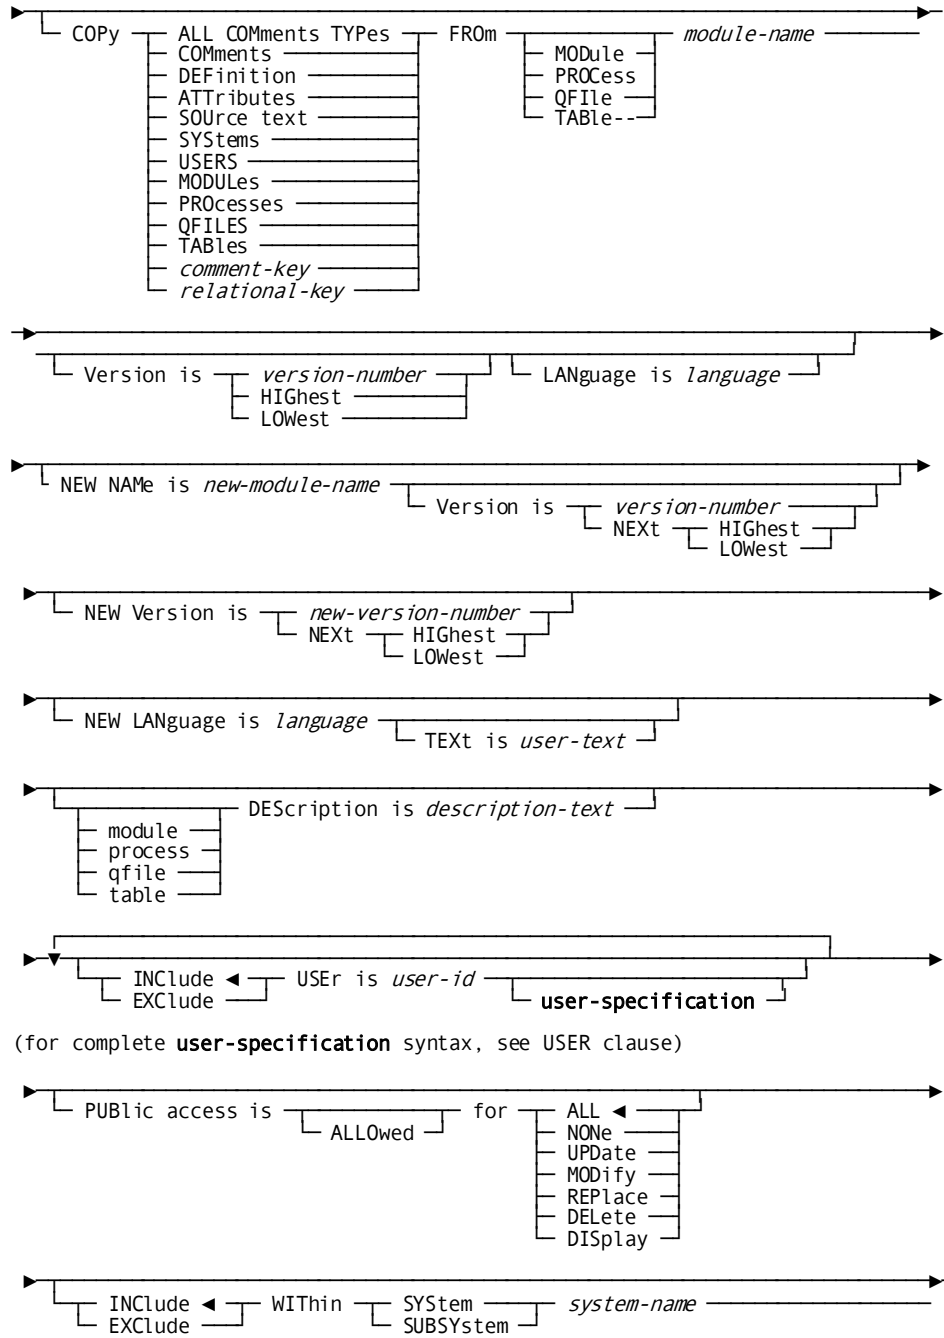 COPy ALL COMments TYPes FROm module-name
COMments MODule
DEFinition PROCess
ATTributes QFIle
SOUrce text TABle--
SYStems
USERS
MODULes
PROcesses
QFILES
TABles
comment-key
relational-key
Version is version-number LANguage is language
HIGhest
LOWest
NEW NAMe is new-module-name
Version is version-number
NEXt HIGhest
LOWest
NEW Version is new-version-number
NEXt HIGhest
LOWest
NEW LANguage is language
TEXt is user-text
DEScription is description-text
module
process
qfile
table
INClude USEr is user-id
EXClude user-specification
(for complete user-specification syntax, see USER clause)
PUBlic access is for ALL
ALLOwed NONe
UPDate
MODify
REPlace
DELete
DISplay
INClude WIThin SYStem system-name
EXClude SUBSYstem